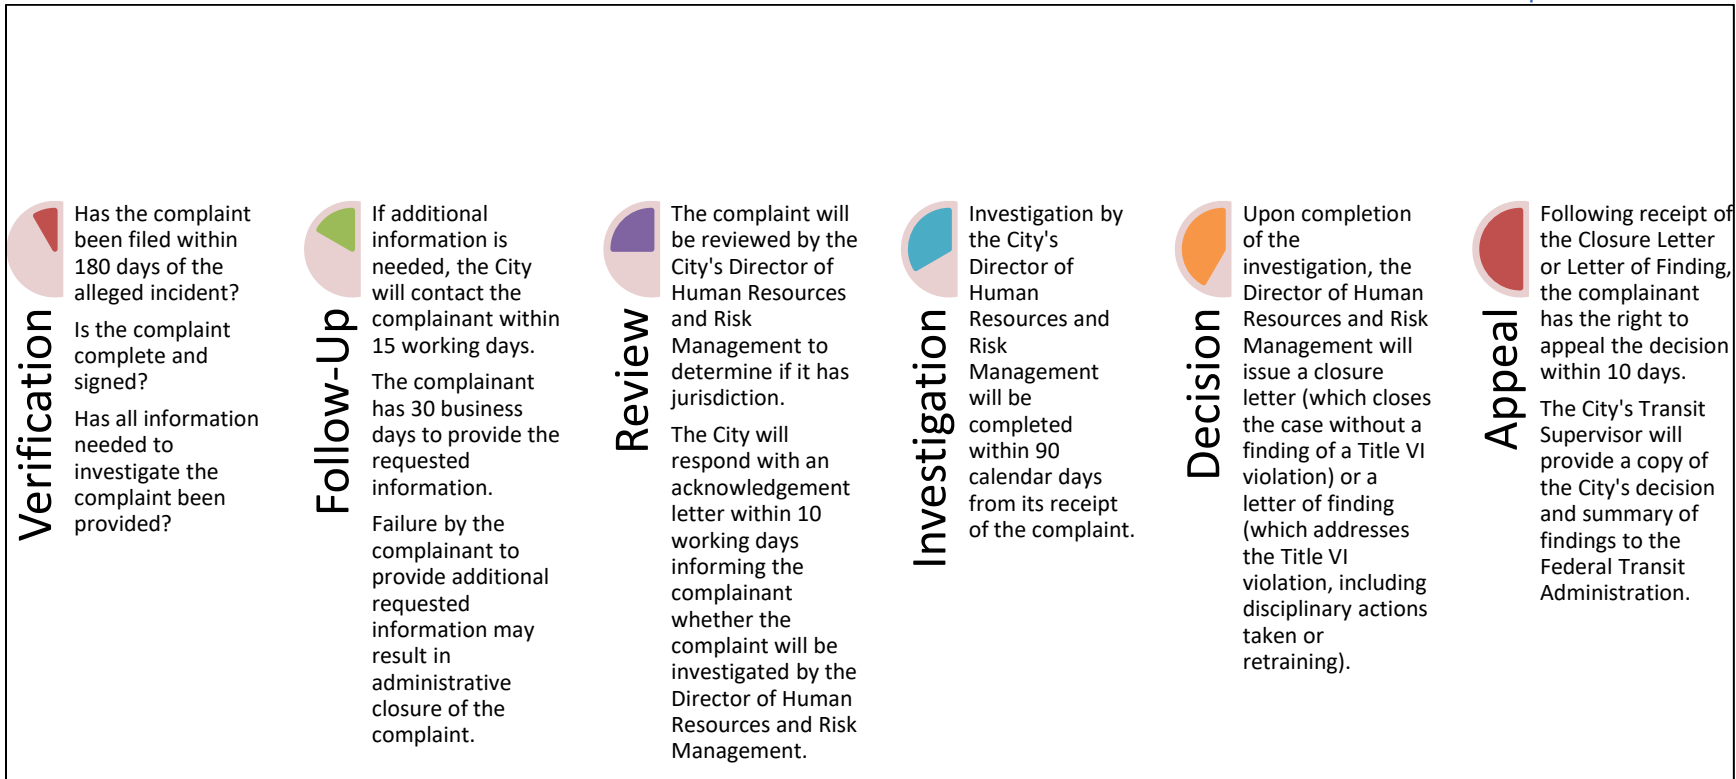 Verification
Has the complaint
been filed within
180 days of the
alleged incident?
Is the complaint
complete and
signed?
Has all information
needed to
investigate the
complaint been
provided?
Follow-Up
If additional
information is
needed, the City
will contact the
complainant within
15 working days.
The complainant
has 30 business
days to provide the
requested
information.
Failure by the
complainant to
provide additional
requested
information may
result in
administrative
closure of the
complaint.
Review
The complaint will
be reviewed by the
City's Director of
Human Resources
and Risk
Management to
determine if it has
jurisdiction.
The City will
respond with an
acknowledgement
letter within 10
working days
informing the
complainant
whether the
complaint will be
investigated by the
Director of Human
Resources and Risk
Management.
Investigation
Investigation by
the City's
Director of
Human
Resources and
Risk
Management
will be
completed
within 90
calendar days
from its receipt
of the complaint.
Decision
Upon completion
of the
investigation, the
Director of Human
Resources and Risk
Management will
issue a closure
letter (which closes
the case without a
finding of a Title VI
violation) or a
letter of finding
(which addresses
the Title VI
violation, including
disciplinary actions
taken or
retraining).
Appeal
Following receipt of
the Closure Letter
or Letter of Finding,
the complainant
has the right to
appeal the decision
within 10 days.
The City's Transit
Supervisor will
provide a copy of
the City's decision
and summary of
findings to the
Federal Transit
Administration.